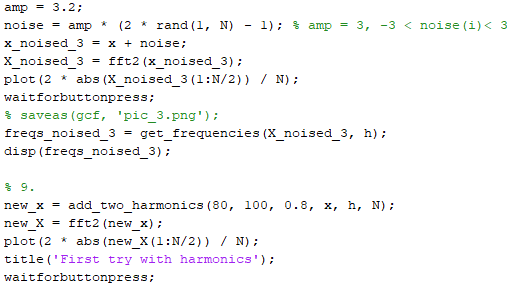 amp = 3.2;
noise = amp * (2 * rand(1, N) - 1); % amp = 3, -3 < noise(i)< 3
x_noised_3 = x + noise;
X_noised_3 = fft2(x_noised_3);
plot(2 * abs(X_noised_3(1:N/2)) / N);
waitforbuttonpress;
% saveas(gcf, 'pic_3.png');
freqs_noised_3 = get_frequencies(X_noised_3, h);
disp(freqs_noised_3);
% 9.
new_x = add_two_harmonics(80, 100, 0.8, x, h, N);
new_X = fft2(new_x);
plot(2 * abs(new_X(1:N/2)) / N);
title('First try with harmonics');
waitforbuttonpress;